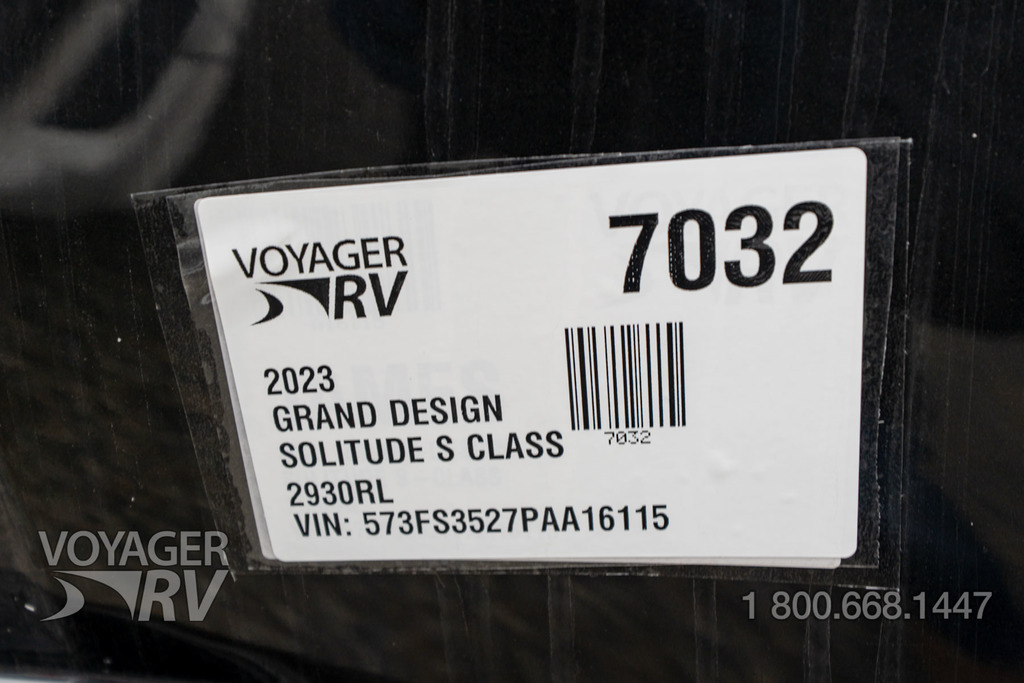 7032
VOYAGER
RV
7032
2023
GRAND DESIGN
SOLITUDE S CLASS
2930RL
VIN: 573FS3527PAA16115
VOYAGER
RV
1 800.668.1447